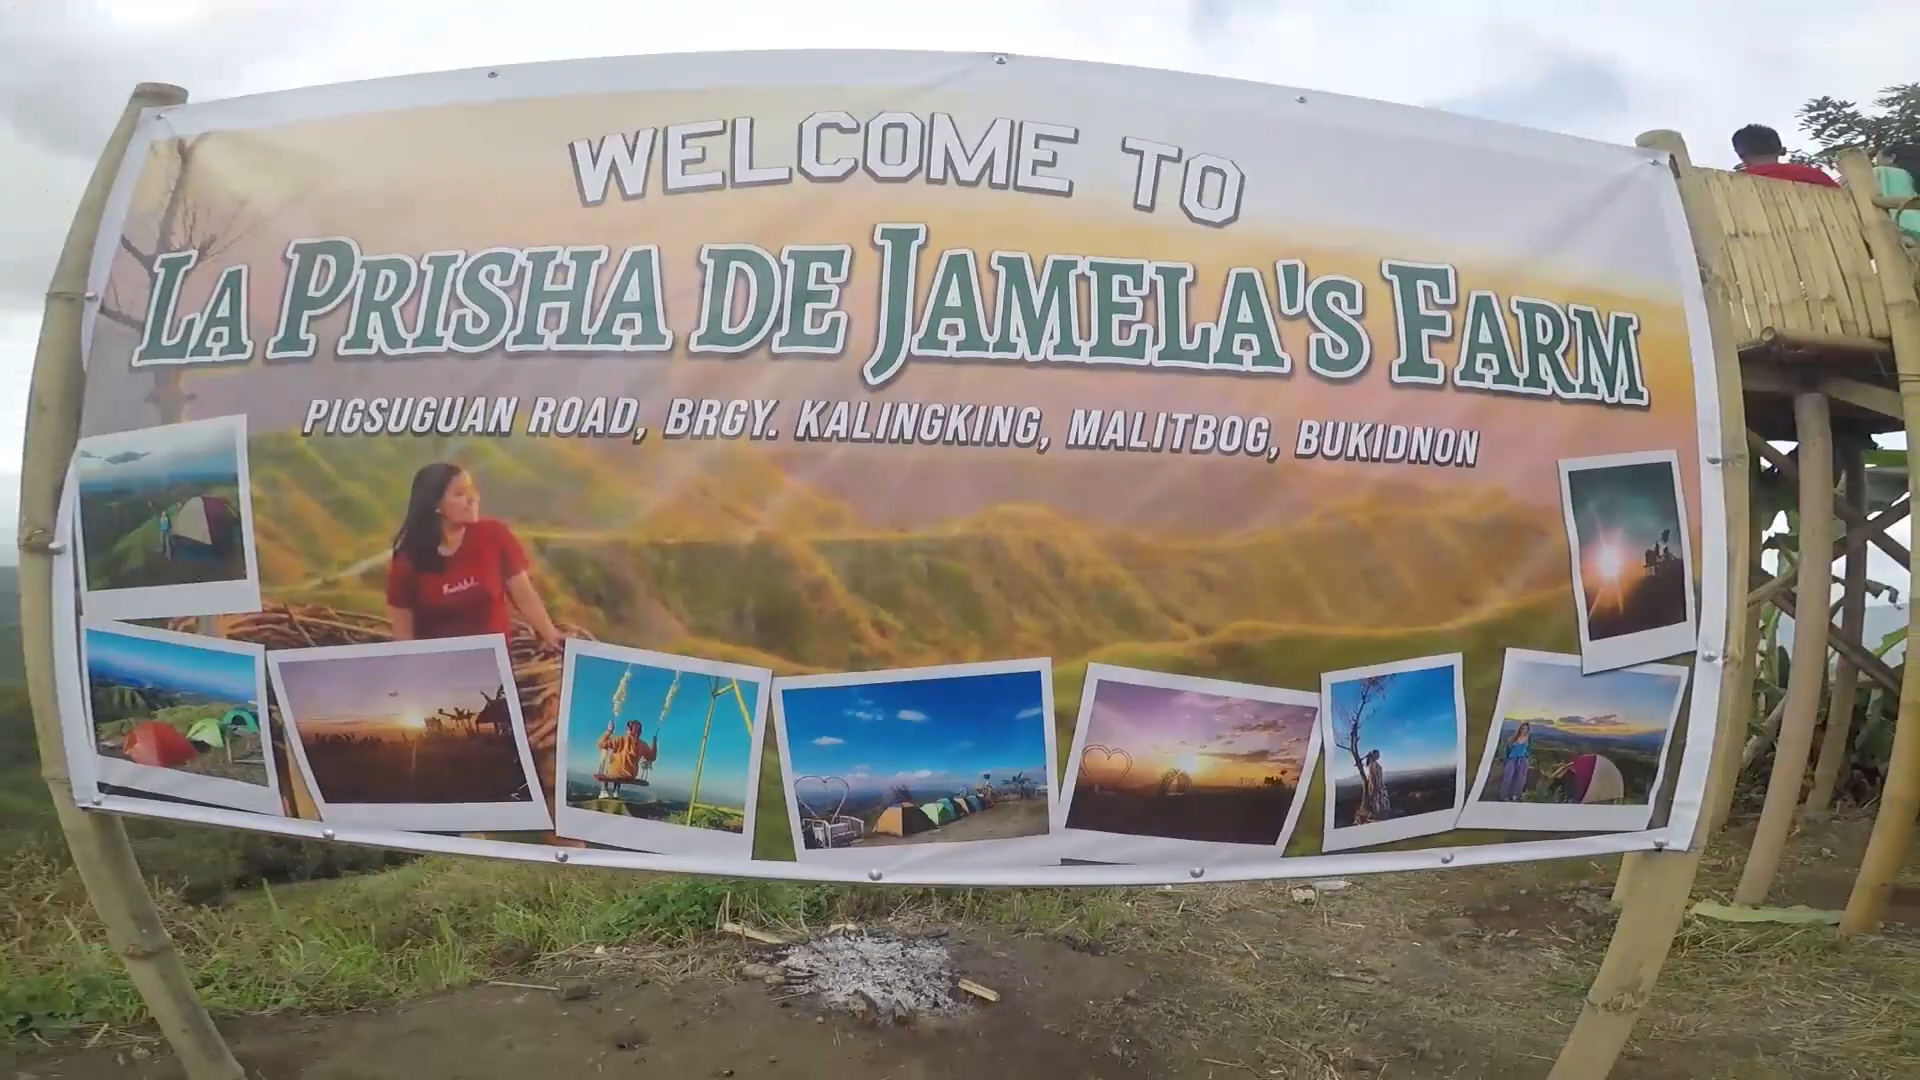 WELCOME TO
LA PRISHA DE JAMELA'S FARM
PIGSUGUAN ROAD, BRGY. KALINGKING, MALITBOG, BUKIDNON